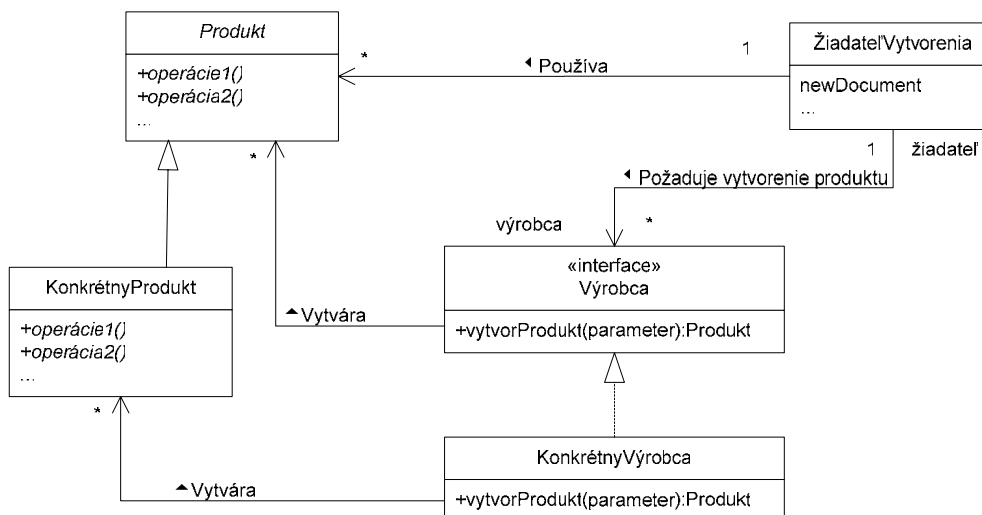 Produkt
+operácie1()
+operácia2()
...
*
Používa
1
ŽiadateľVytvorenia
newDocument
...
*
1
žiadateľ
Požaduje vytvorenie produktu
výrobca
*
«interface»
Výrobca
+vytvorProdukt(parameter):Produkt
KonkrétnyProdukt
+operácie1()
+operácia2()
...
Vytvára
*
KonkrétnyVýrobca
+vytvorProdukt(parameter):Produkt
Vytvára